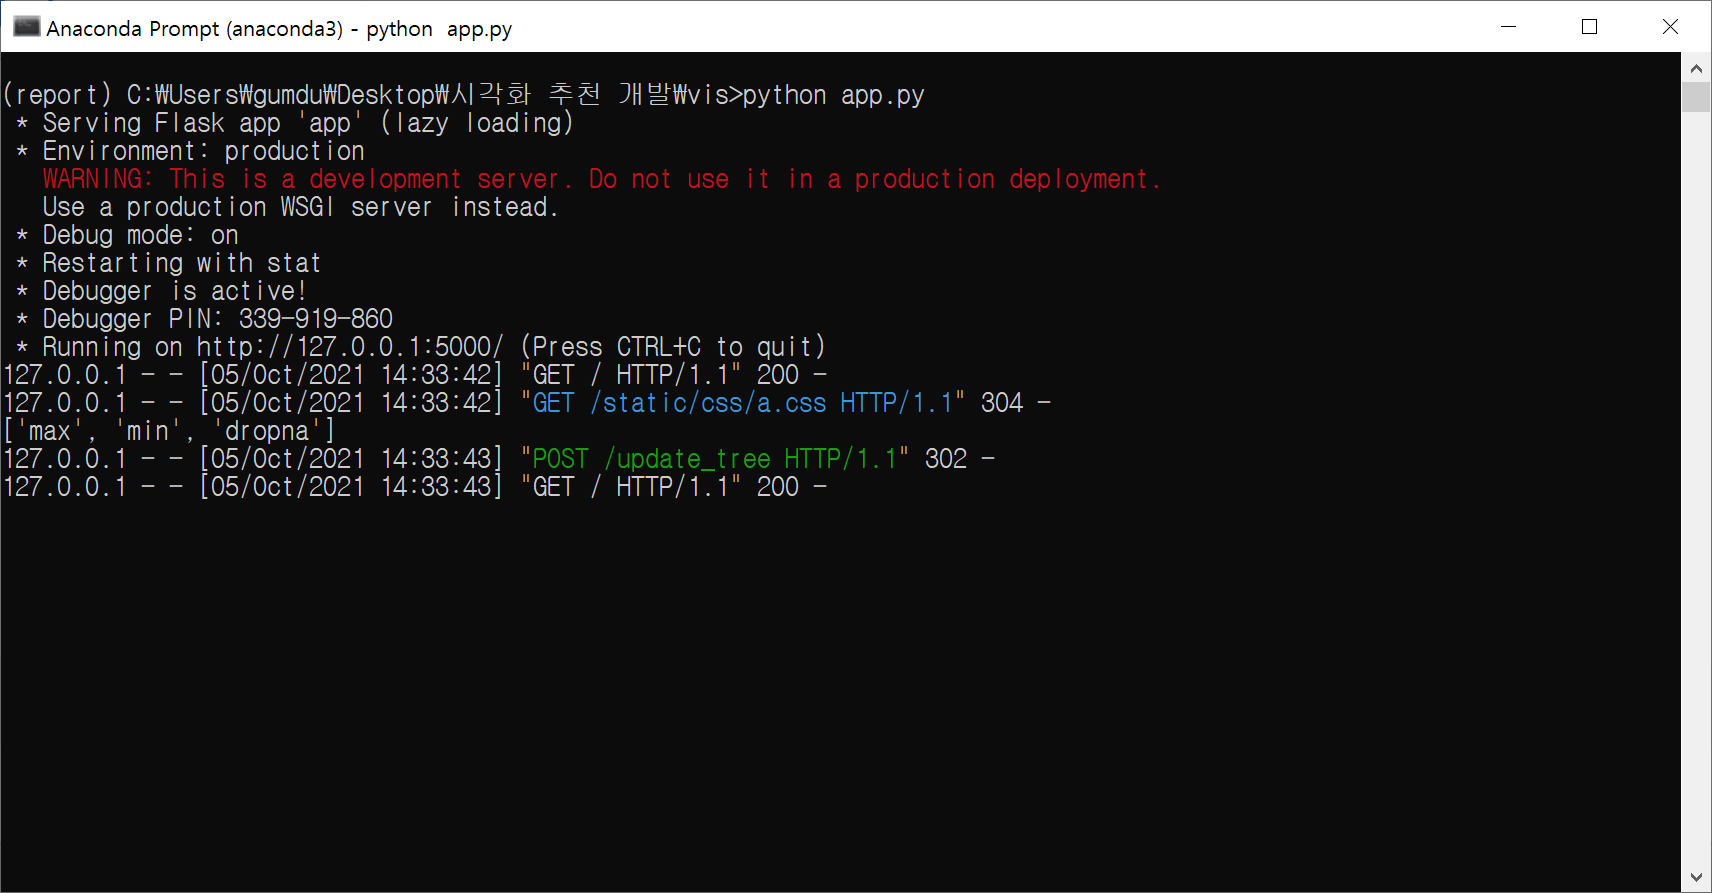 Anaconda Prompt (anaconda3) - python  app.py
(report) C:₩Users₩gumdu₩Desktop₩시각화 추천 개발₩vis>python app.py
 * Serving Flask app 'app' (lazy loading)
 * Environment: production
   WARNING: This is a development server. Do not use it in a production deployment.
   Use a production WSGI server instead.
 * Debug mode: on
 * Restarting with stat
 * Debugger is active!
 * Debugger PIN: 339-919-860
 * Running on http://127.0.0.1:5000/ (Press CTRL+C to quit)
127.0.0.1 - - [05/Oct/2021 14:33:42] "GET / HTTP/1.1" 200 -
127.0.0.1 - - [05/Oct/2021 14:33:42] "GET /static/css/a.css HTTP/1.1" 304 -
['max', 'min', 'dropna']
127.0.0.1 - - [05/Oct/2021 14:33:43] "POST /update_tree HTTP/1.1" 302 -
127.0.0.1 - - [05/Oct/2021 14:33:43] "GET / HTTP/1.1" 200 -